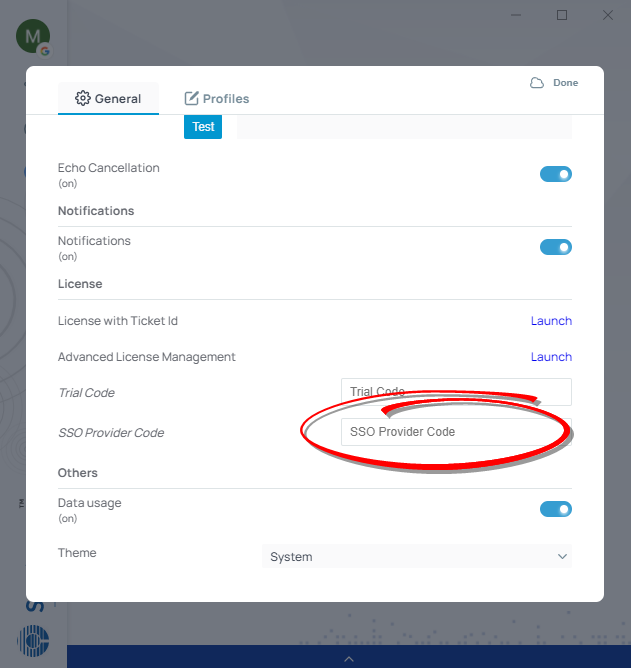 M
General
Profiles
Done
Test
Echo Cancellation
(on)
Notifications
Notifications
(on)
License
License with Ticket Id
Launch
Advanced License Management
Launch
Trial Code
Trial Code
SSO Provider Code
SSO Provider Code
Others
Data usage
(on)
Theme
System
TM
S